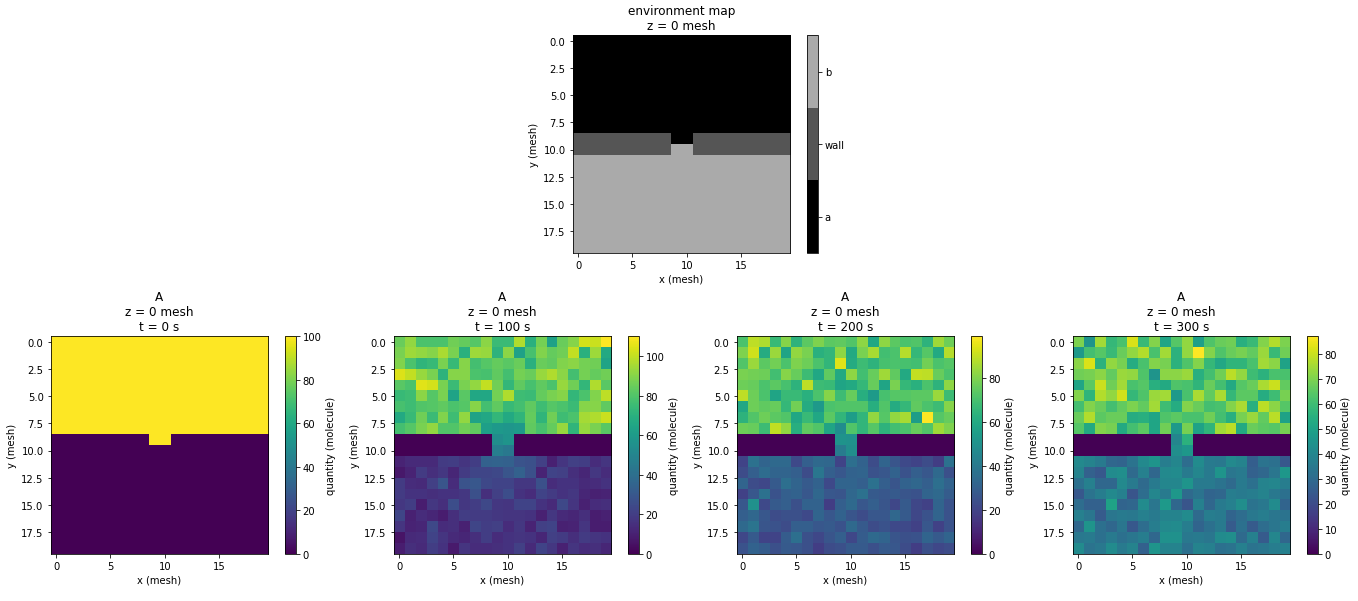 environment map
z = 0 mesh
0.0
2.5
5.0
7.5
10.0
12.5
15.0
17.5
y (mesh)
0
5
10
15
x (mesh)
b
wall
a
A
z = 0 mesh
t = 0 s
0.0
2.5
5.0
7.5
10.0
12.5
15.0
17.5
y (mesh)
0
5
10
15
x (mesh)
100
80
60
40
20
0
quantity (molecule)
A
z = 0 mesh
t = 100 s
0.0
2.5
5.0
7.5
10.0
12.5
15.0
17.5
y (mesh)
0
5
10
15
x (mesh)
100
80
60
40
20
0
quantity (molecule)
A
z = 0 mesh
t = 200 s
0.0
2.5
5.0
7.5
10.0
12.5
15.0
17.5
y (mesh)
0
5
10
15
x (mesh)
80
60
40
20
0
quantity (molecule)
A
z = 0 mesh
t = 300 s
0.0
2.5
5.0
7.5
10.0
12.5
15.0
17.5
y (mesh)
0
5
10
15
x (mesh)
80
70
60
50
40
30
20
10
0
quantity (molecule)